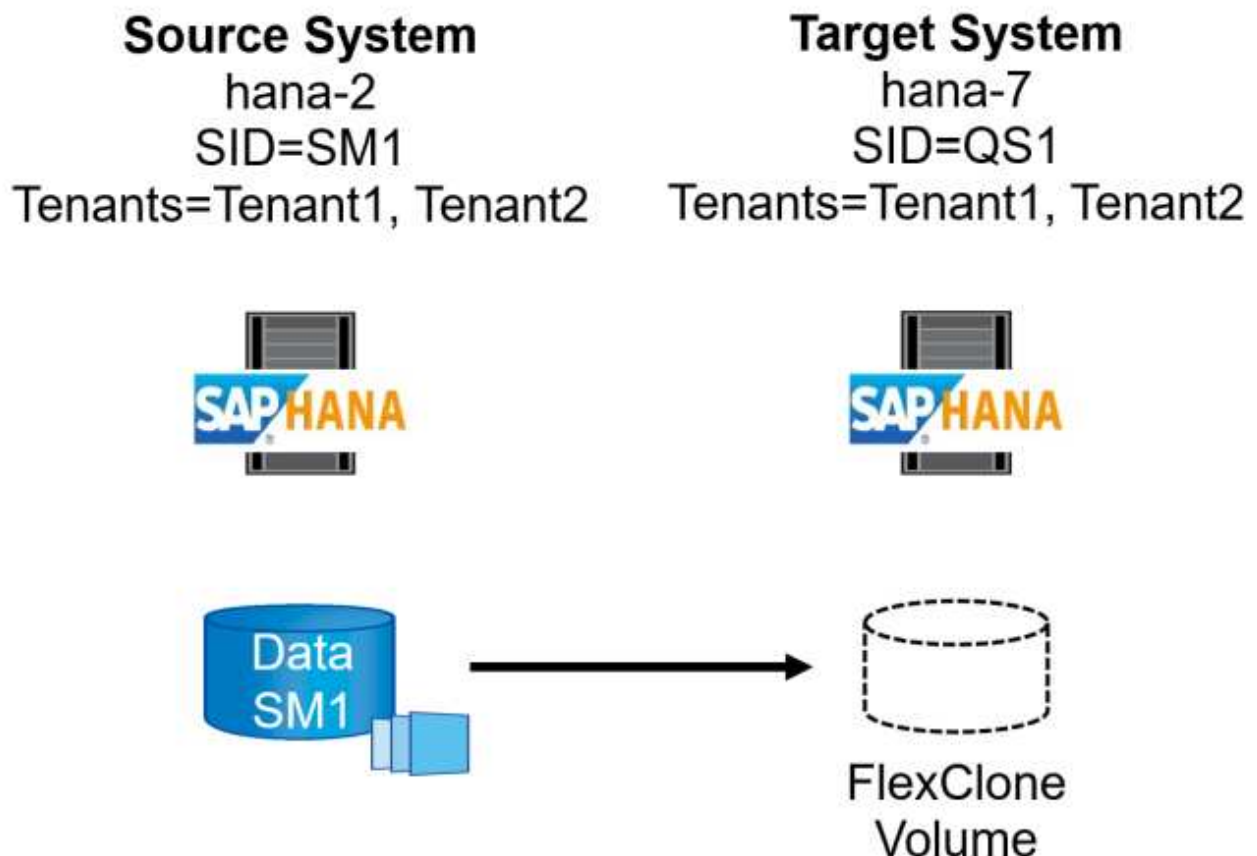 Source System
hana-2
SID=SM1
Tenants=Tenant1, Tenant2
Target System
hana-7
SID=QS1
Tenants=Tenant1, Tenant2
SAP HANA
®
SAP HANA
®
Data
SM1
FlexClone
Volume